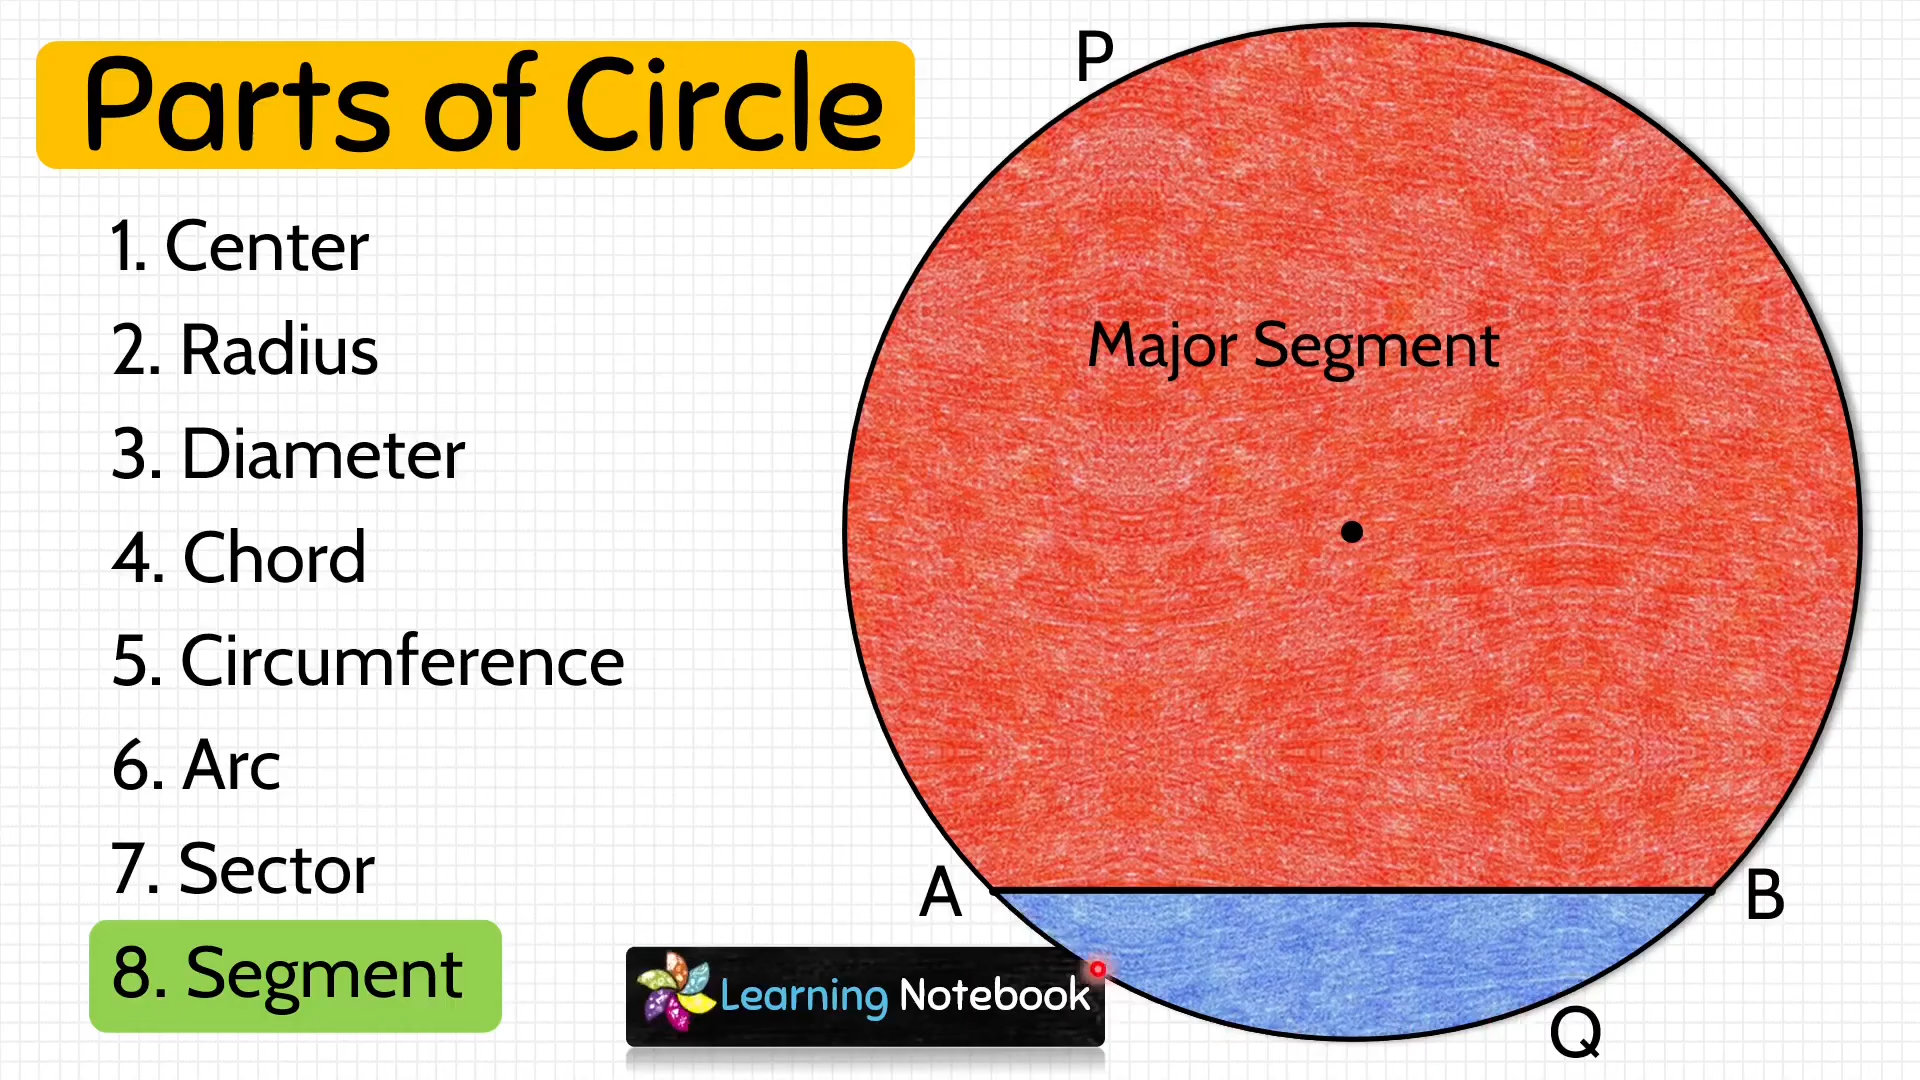 Parts of Circle
1. Center
2. Radius
3. Diameter
4. Chord
5. Circumference
6. Arc
7. Sector
8. Segment
P
Major Segment
A
B
Q
Learning Notebook